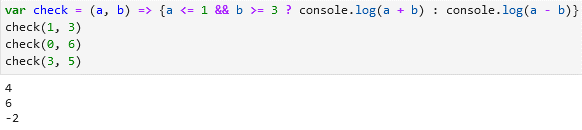 var check = (a, b) => {a <= 1 && b >= 3 ? console.log(a + b) : console.log(a - b)}
check(1, 3)
check(0, 6)
check(3, 5)
4
6
-2